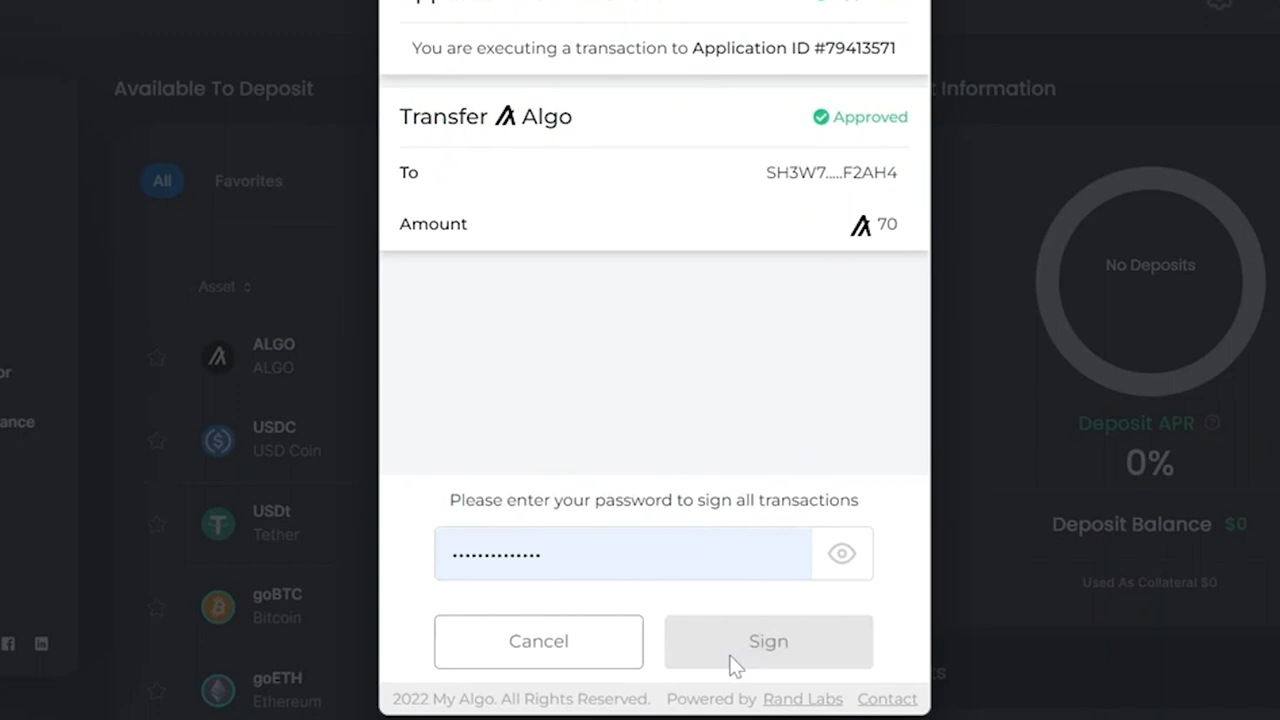 You are executing a transaction to Application ID #79413571
Available To Deposit
Information
Transfer Algo
Approved
All
Favorites
To
SH3W7.....F2AH4
Amount
70
No Deposits
Asset
ALGO
ALGO
or
ance
USDC
USD Coin
Deposit APR
0%
Please enter your password to sign all transactions
USDt
Tether
Deposit Balance $0
••••••••••••••
Used As Collateral $0
goBTC
Bitcoin
Cancel
Sign
goETH
Ethereum
2022 My Algo. All Rights Reserved. Powered by Rand Labs Contact